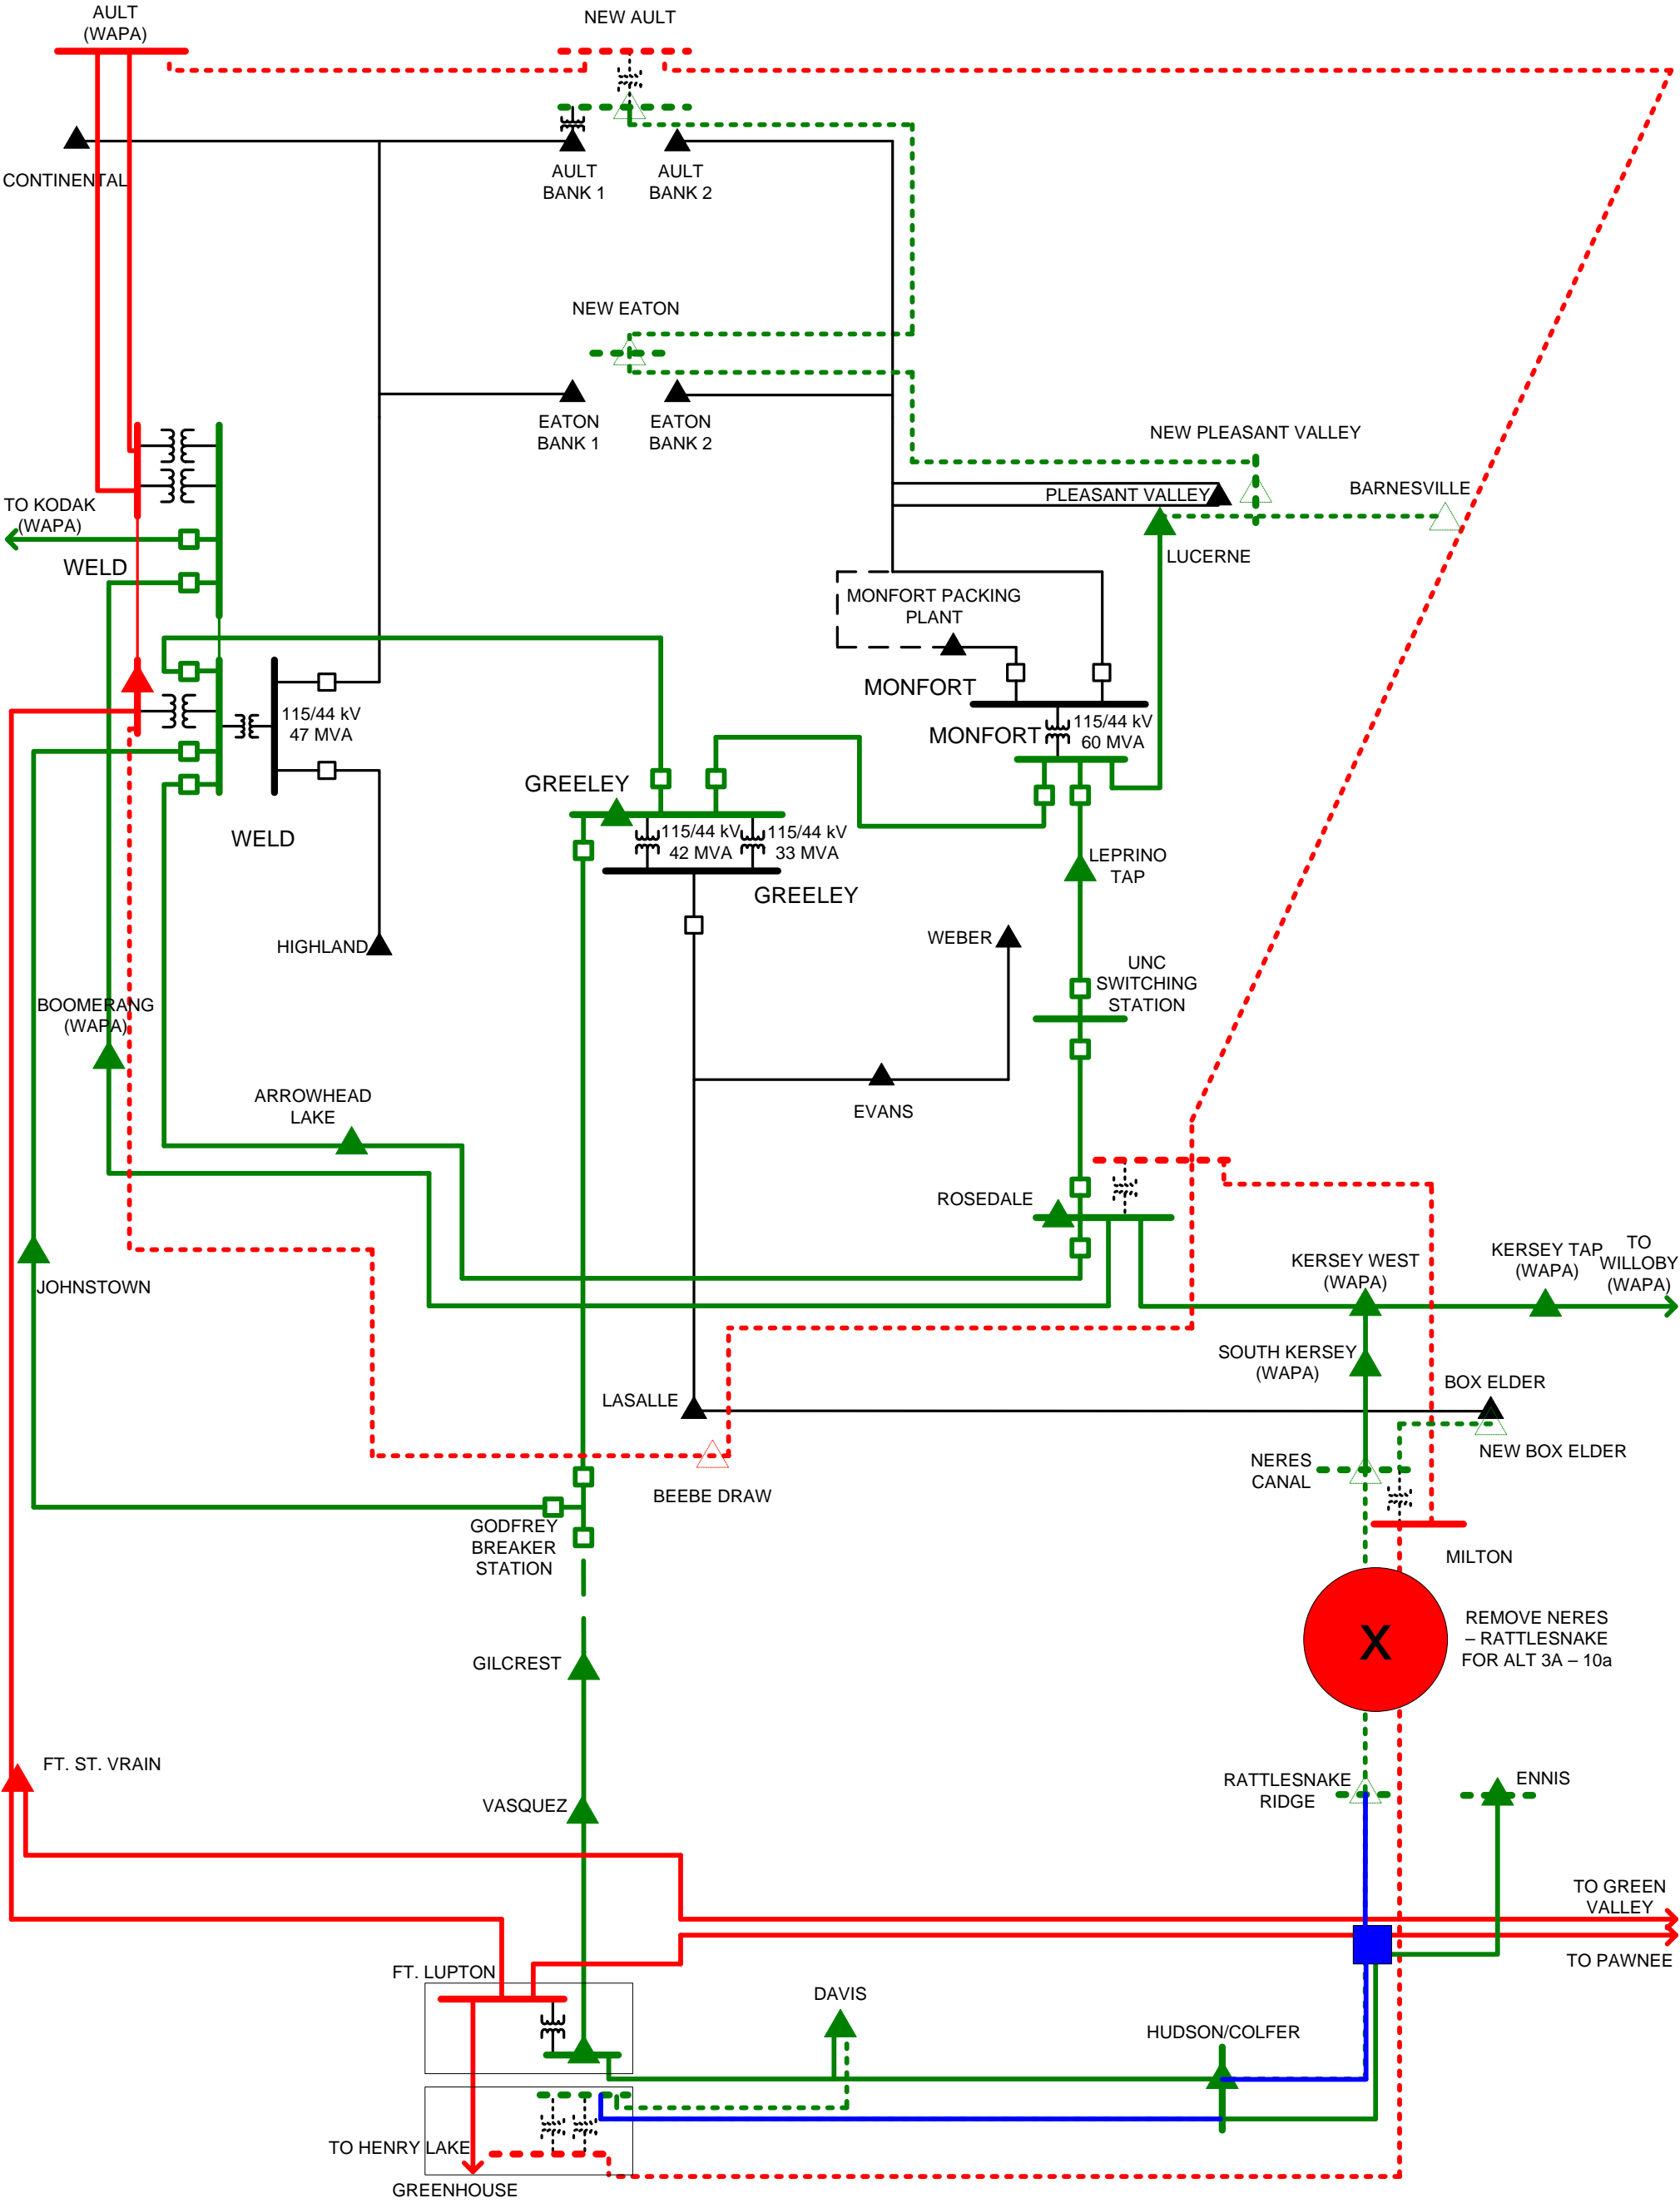 AULT
(WAPA)
NEW AULT
CONTINENTAL
AULT
BANK 1
AULT
BANK 2
NEW EATON
EATON
BANK 1
EATON
BANK 2
NEW PLEASANT VALLEY
PLEASANT VALLEY
BARNESVILLE
TO KODAK
(WAPA)
LUCERNE
WELD
MONFORT PACKING
PLANT
MONFORT
115/44 kV
47 MVA
MONFORT
115/44 kV
60 MVA
GREELEY
WELD
115/44 kV
42 MVA
115/44 kV
33 MVA
LEPRINO
TAP
GREELEY
HIGHLAND
WEBER
UNC
SWITCHING
STATION
BOOMERANG
(WAPA)
ARROWHEAD
LAKE
EVANS
ROSEDALE
JOHNSTOWN
KERSEY WEST
(WAPA)
KERSEY TAP
(WAPA)
TO
WILLOBY
(WAPA)
SOUTH KERSEY
(WAPA)
LASALLE
BOX ELDER
NEW BOX ELDER
NERES
CANAL
BEEBE DRAW
GODFREY
BREAKER
STATION
MILTON
X
REMOVE NERES
– RATTLESNAKE
FOR ALT 3A – 10a
GILCREST
FT. ST. VRAIN
VASQUEZ
RATTLESNAKE
RIDGE
ENNIS
TO GREEN
VALLEY
TO PAWNEE
FT. LUPTON
DAVIS
HUDSON/COLFER
TO HENRY LAKE
GREENHOUSE